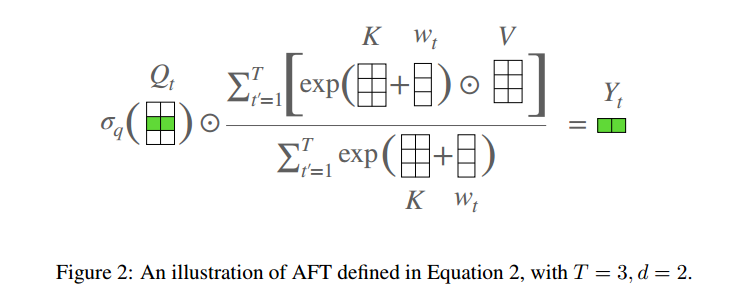 K w_t V
Q_t ∑_{t'=1}^T [exp( + ) ⊙ ] Y_t
σ_q( ) ⊙ =
∑_{t'=1}^T exp( + )
K w_t
Figure 2: An illustration of AFT defined in Equation 2, with T = 3, d = 2.